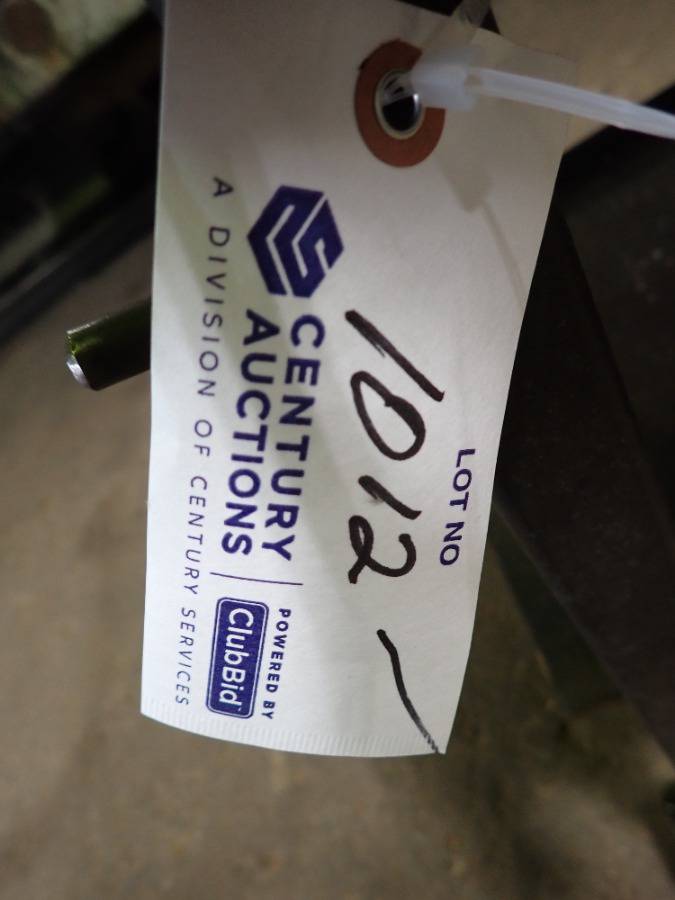 LOT NO
1012
CENTURY
AUCTIONS
POWERED BY
ClubBid
A DIVISION OF CENTURY SERVICES